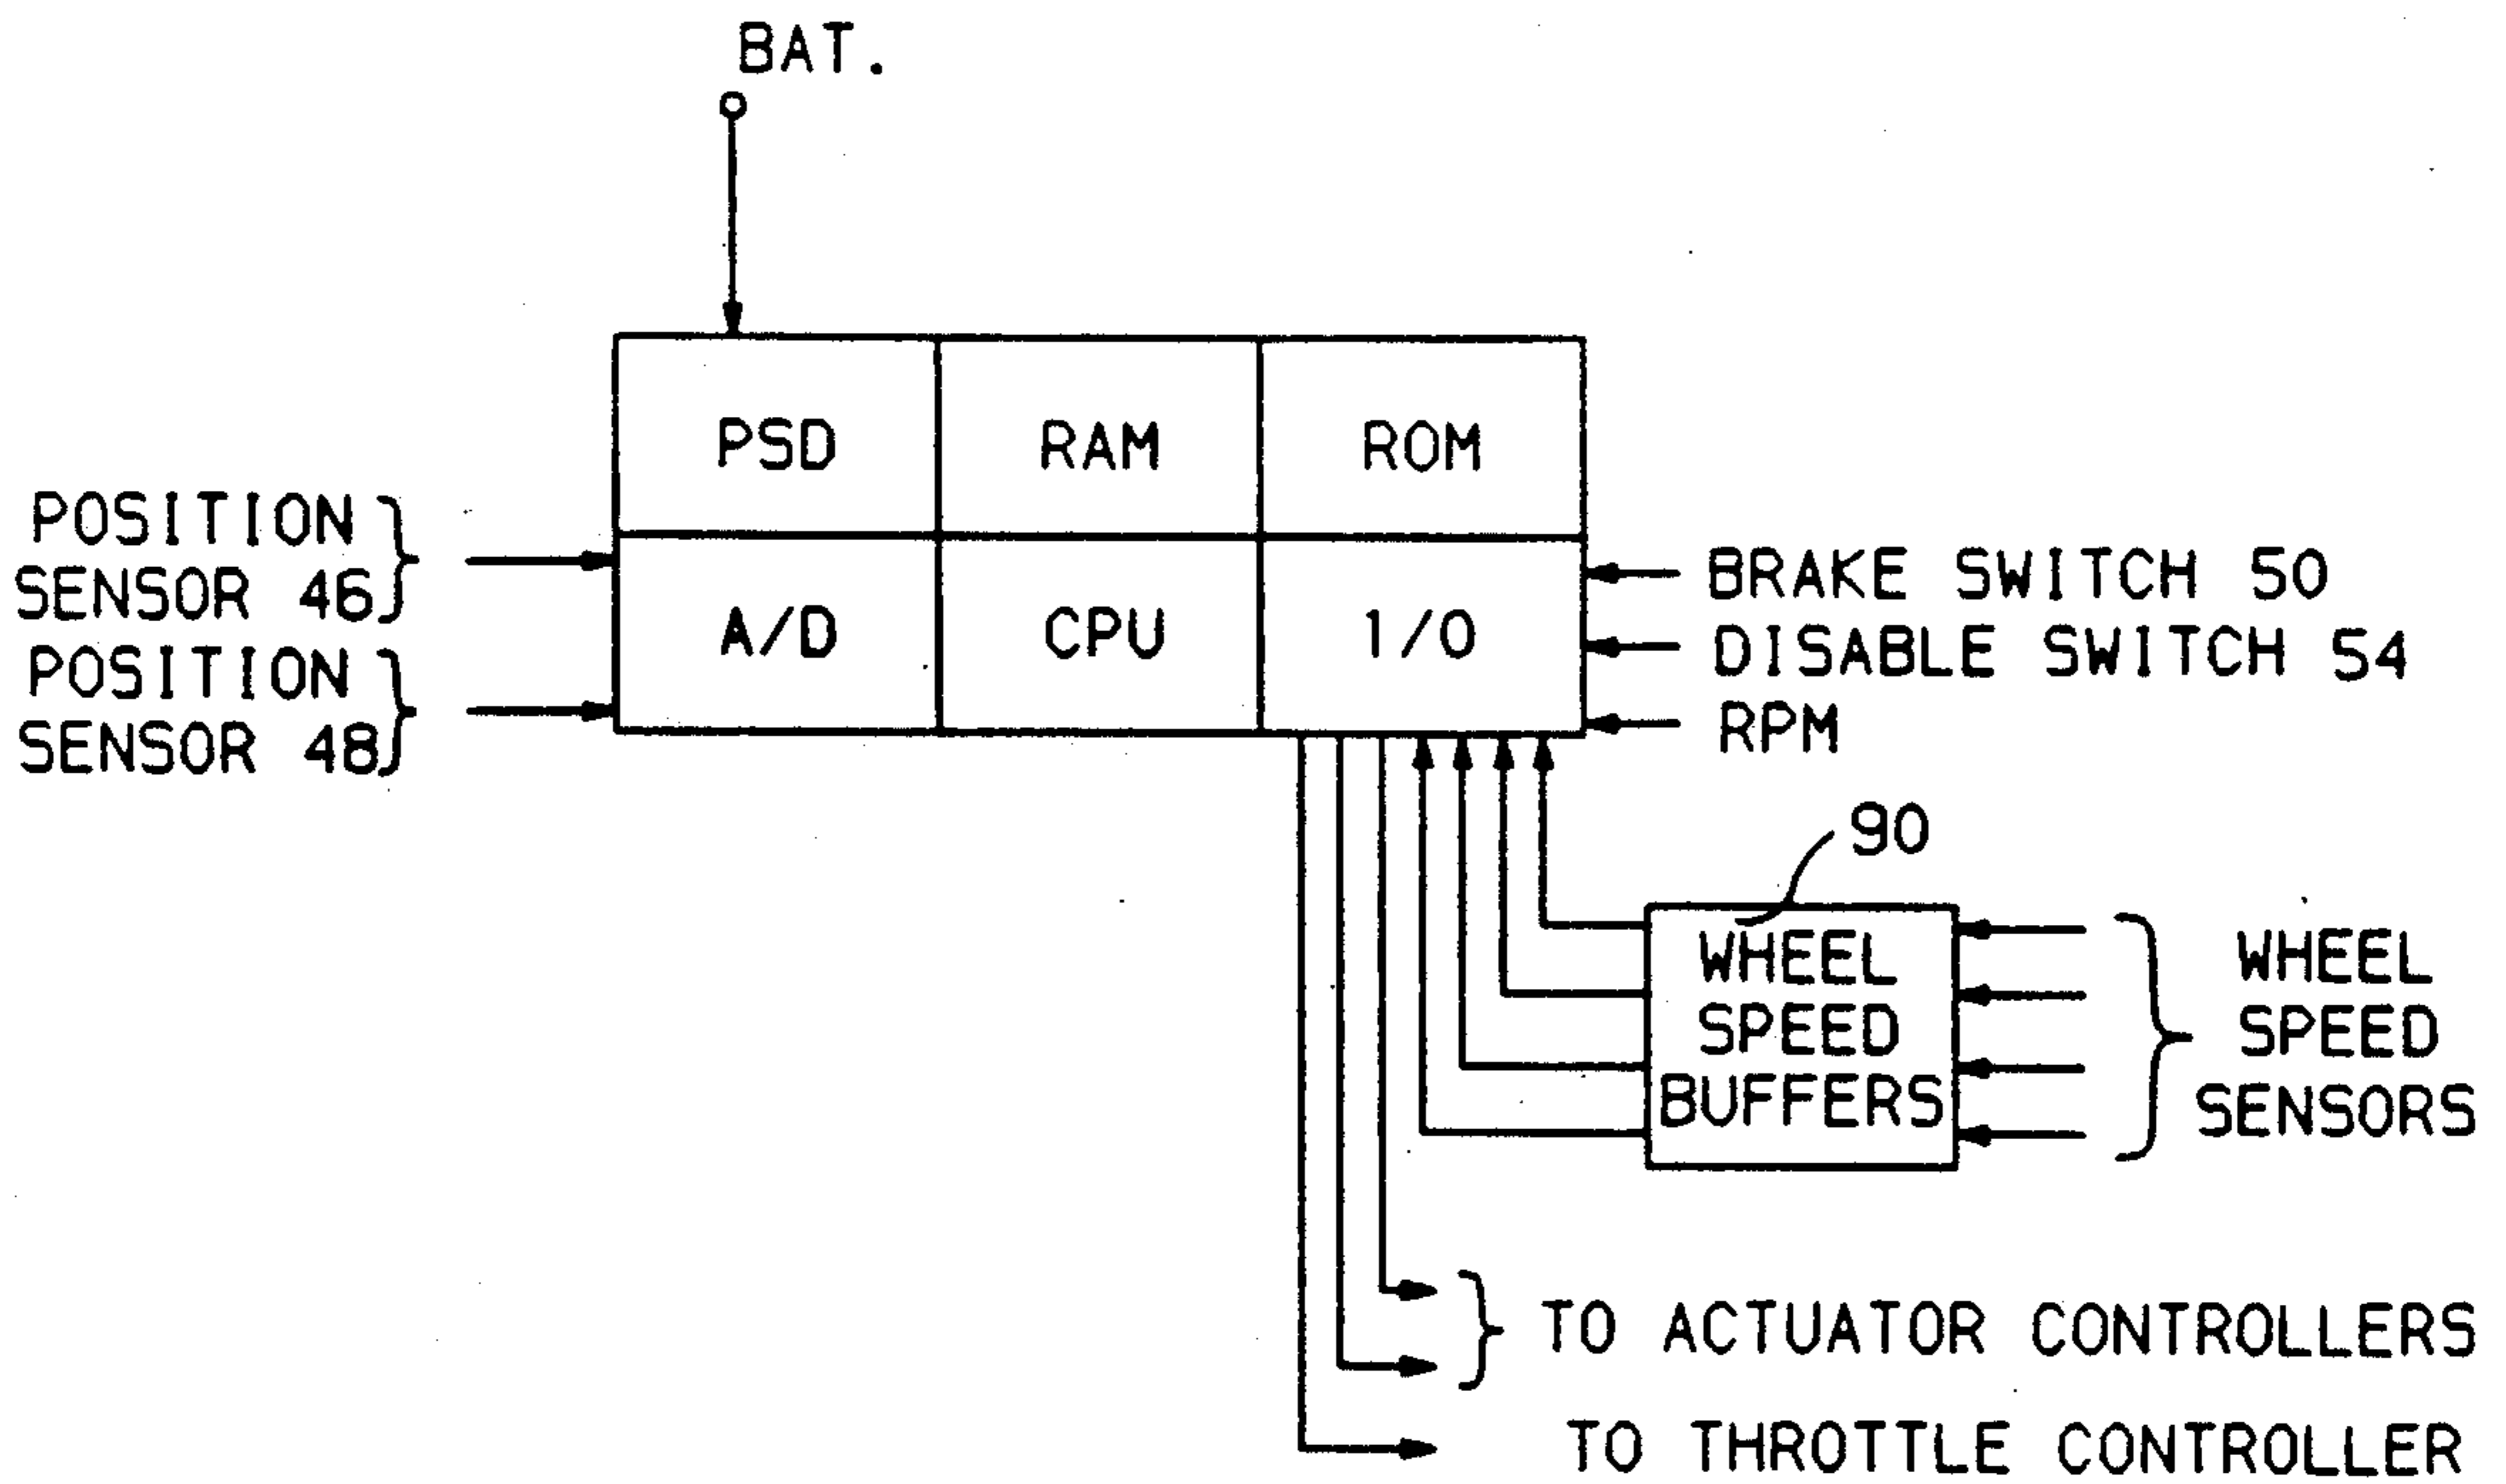 BAT.
PSD
RAM
ROM
POSITION
SENSOR 46
POSITION
SENSOR 48
A/D
CPU
1/O
BRAKE SWITCH 50
DISABLE SWITCH 54
RPM
90
WHEEL
SPEED
BUFFERS
WHEEL
SPEED
SENSORS
TO ACTUATOR CONTROLLERS
TO THROTTLE CONTROLLER